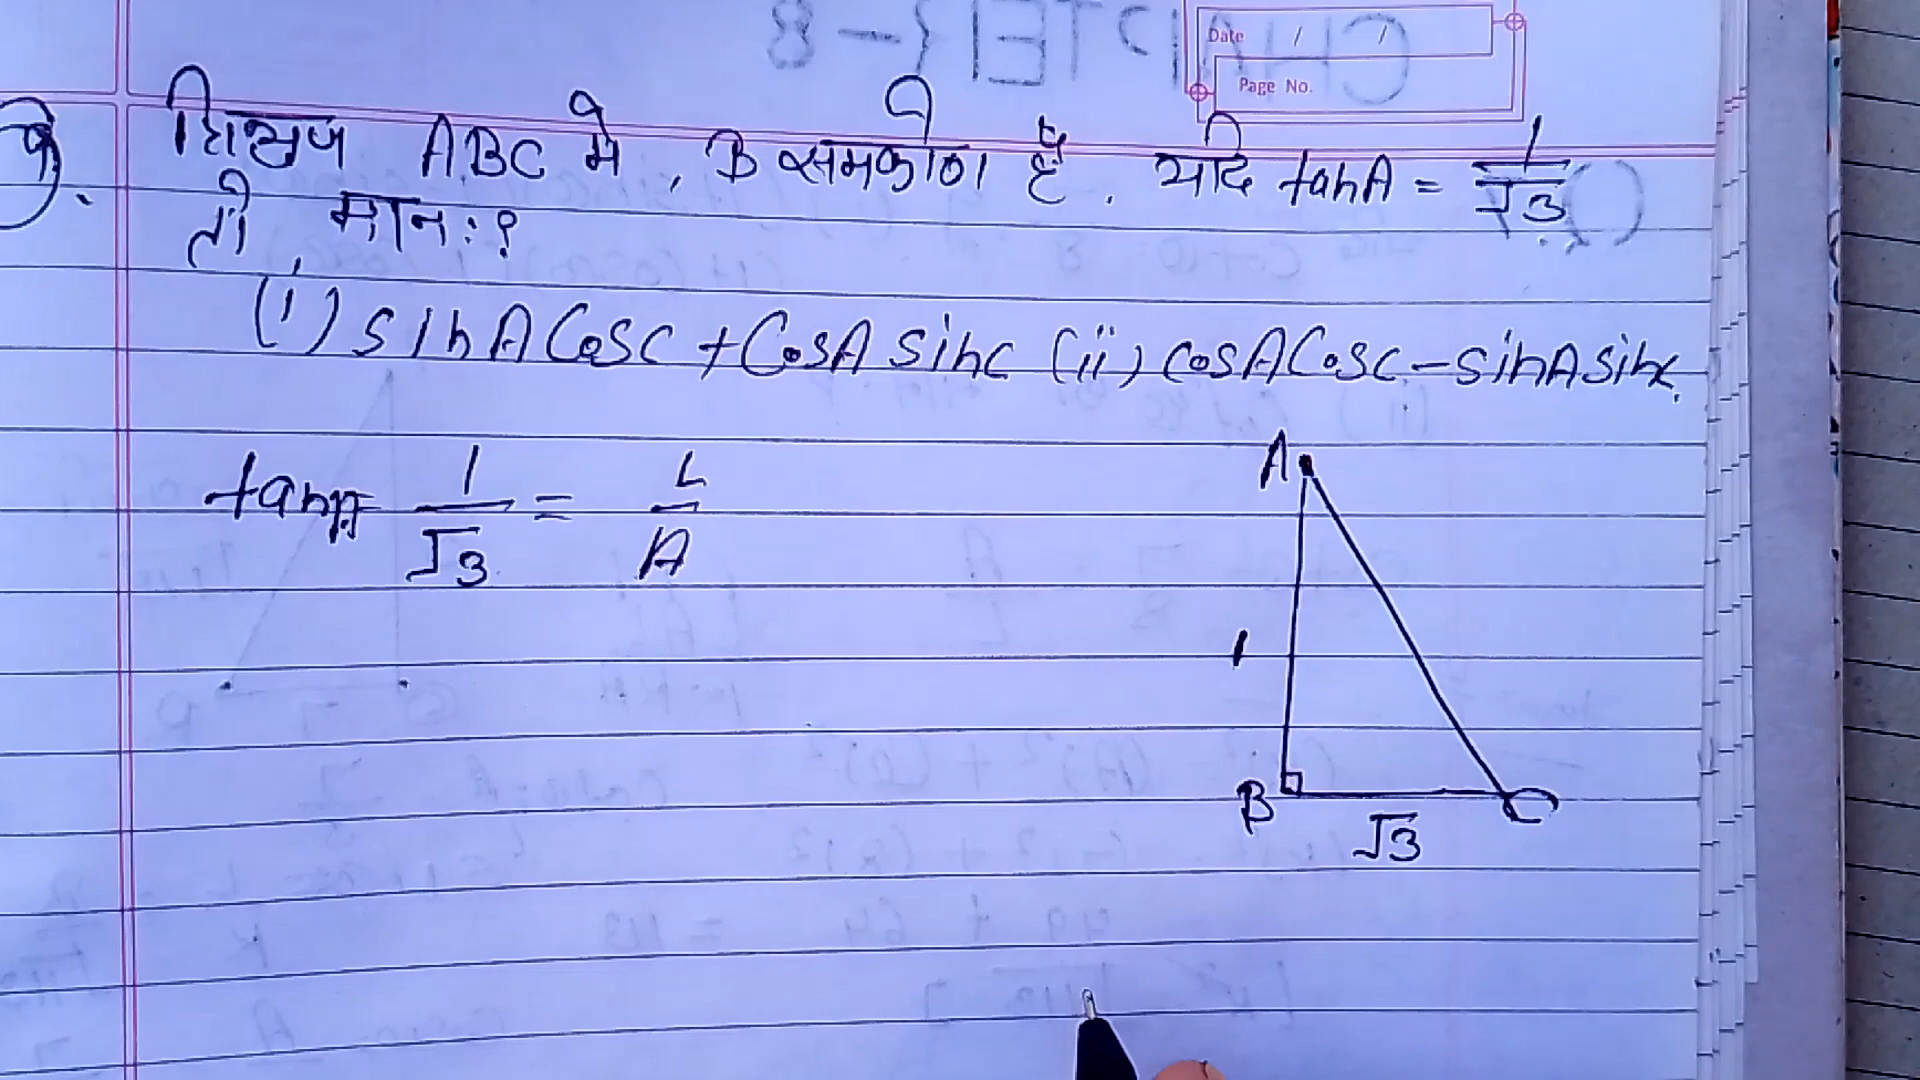 Date / /
Page No.
प्र. त्रिभुज ABC मे, B समकोण है. यदि tanA = 1/√3
तो, मान:?
(i) sinA Cosc + CosA sinc (ii) cosA Cosc - sinA sinc.
tanA = 1/√3 = L/A
A
1
B C
√3